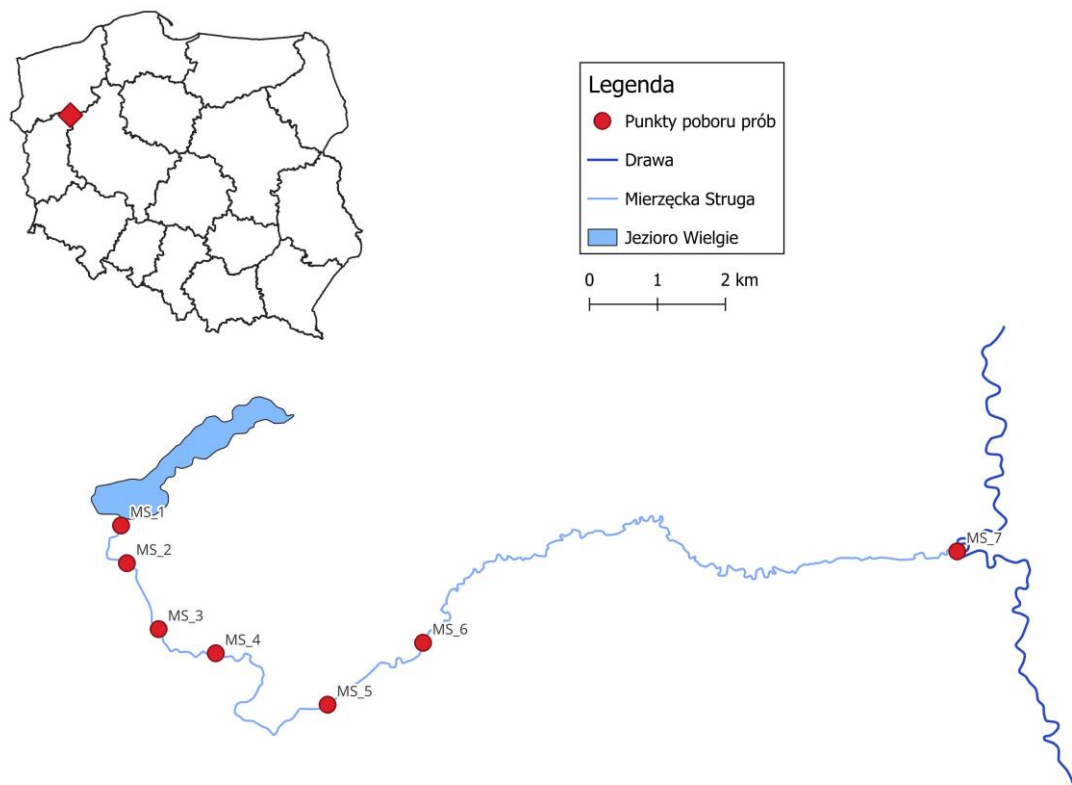 Legenda
Punkty poboru prób
Drawa
Mierzęcka Struga
Jezioro Wielgie
0 1 2 km
MS_1
MS_2
MS_3
MS_4
MS_5
MS_6
MS_7